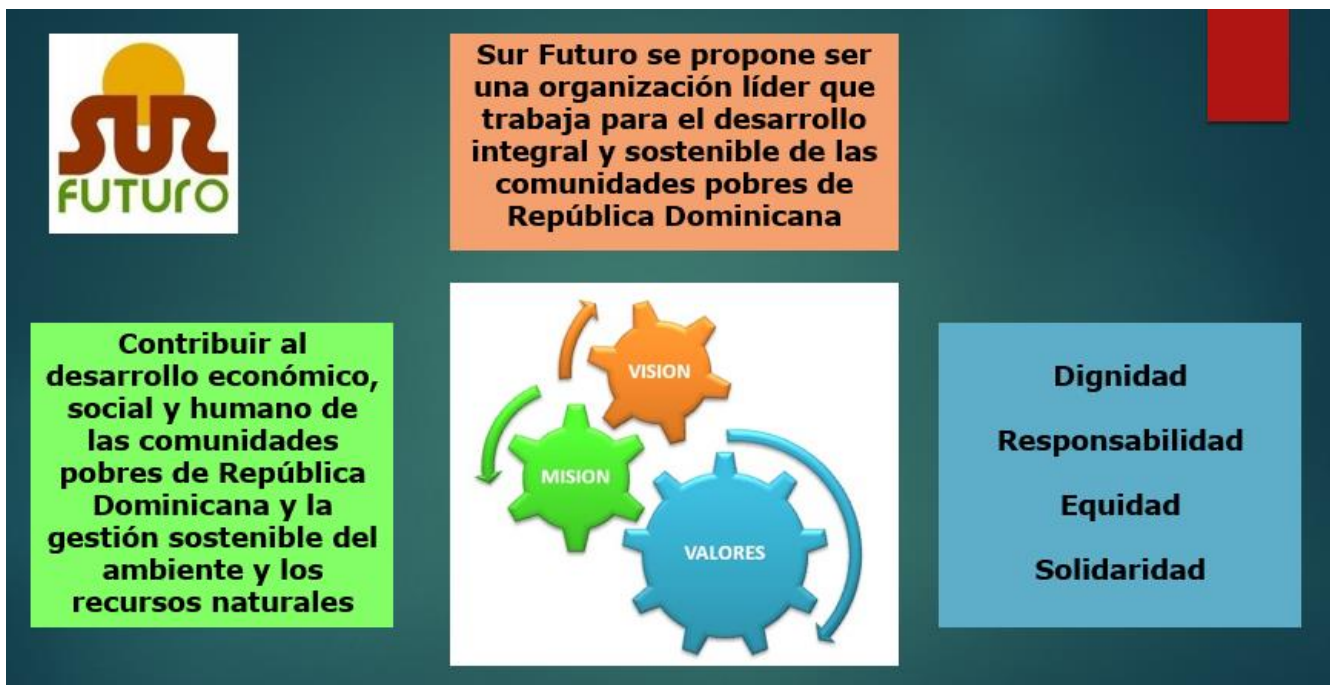 SUR
FUTURO
Sur Futuro se propone ser
una organización líder que
trabaja para el desarrollo
integral y sostenible de las
comunidades pobres de
República Dominicana
Contribuir al
desarrollo económico,
social y humano de
las comunidades
pobres de República
Dominicana y la
gestión sostenible del
ambiente y los
recursos naturales
VISION
MISION
VALORES
Dignidad
Responsabilidad
Equidad
Solidaridad